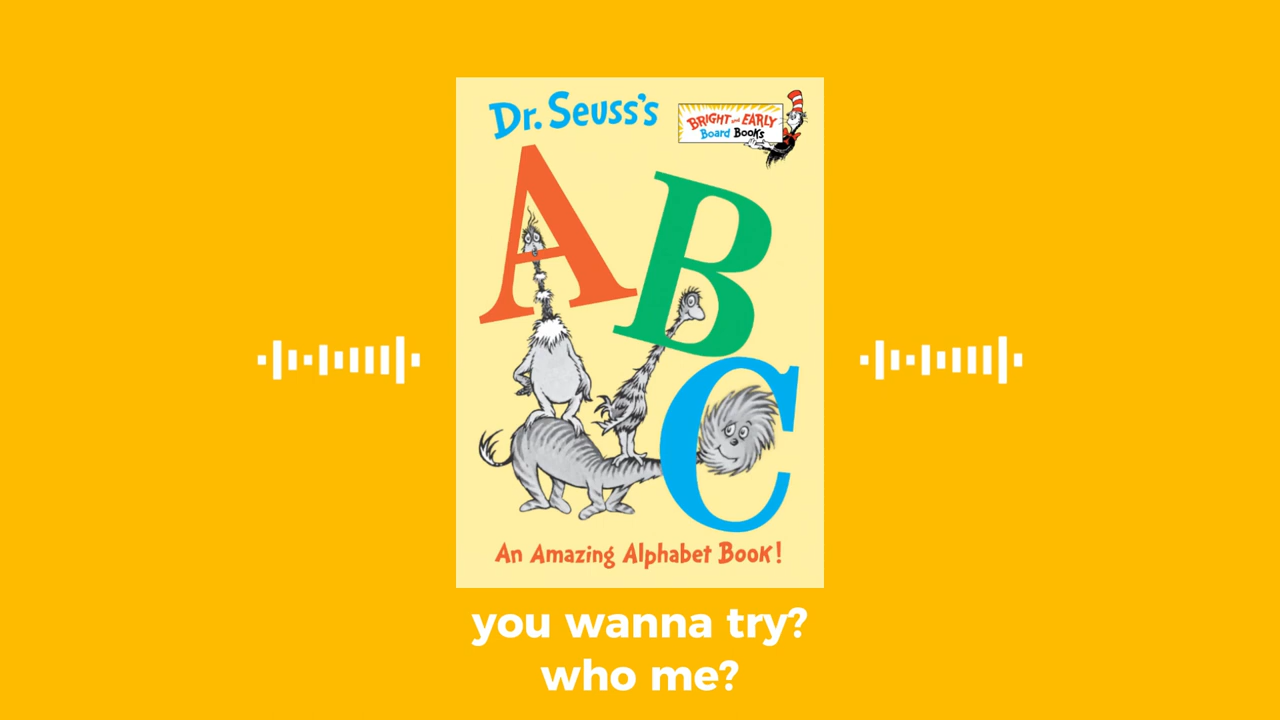 Dr. Seuss's
BRIGHT and EARLY
Board Books
A
B
C
An Amazing Alphabet Book!
you wanna try?
who me?